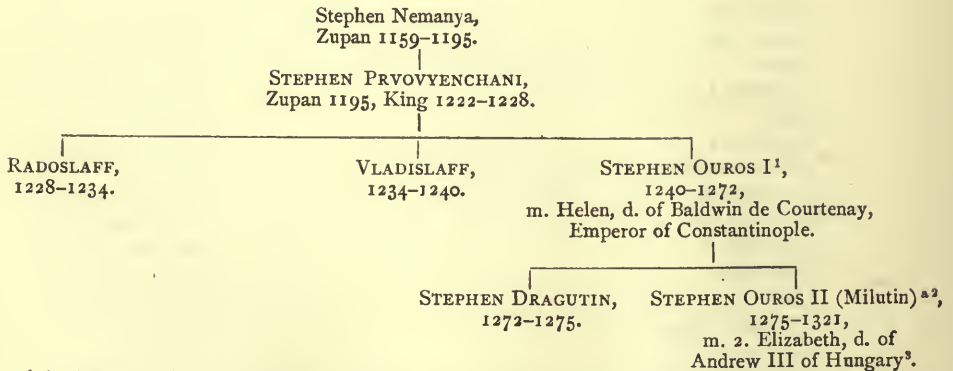 Stephen Nemanya,
Zupan 1159–1195.
STEPHEN PRVOVYENCHANI,
Zupan 1195, King 1222–1228.
RADOSLAFF,
1228–1234.
VLADISLAFF,
1234–1240.
STEPHEN OUROS I¹,
1240–1272,
m. Helen, d. of Baldwin de Courtenay,
Emperor of Constantinople.
STEPHEN DRAGUTIN,
1272–1275.
STEPHEN OUROS II (Milutin) ᵃ²,
1275–1321,
m. 2. Elizabeth, d. of
Andrew III of Hungary³.